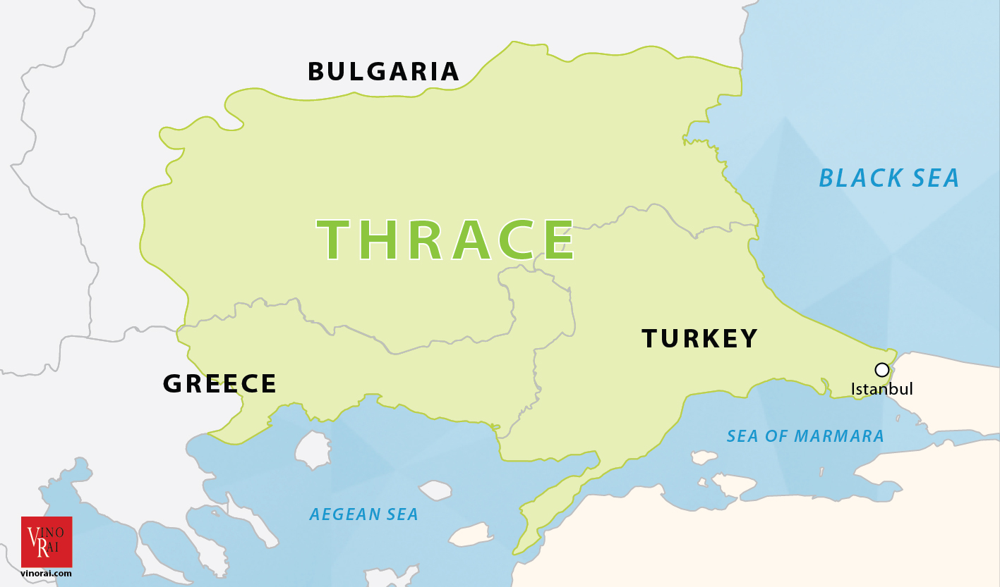 BULGARIA
BLACK SEA
THRACE
TURKEY
GREECE
Istanbul
SEA OF MARMARA
AEGEAN SEA
VINO
RAI
vinorai.com